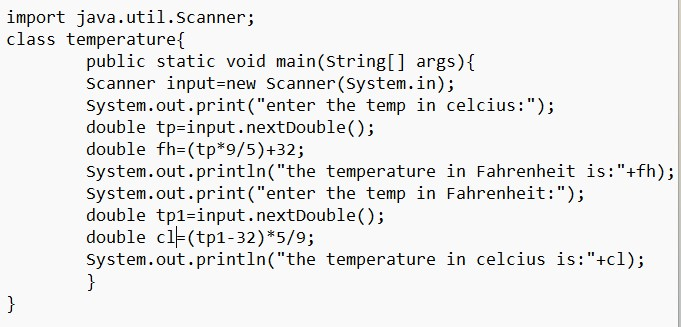 import java.util.Scanner;
class temperature{
        public static void main(String[] args){
        Scanner input=new Scanner(System.in);
        System.out.print("enter the temp in celcius:");
        double tp=input.nextDouble();
        double fh=(tp*9/5)+32;
        System.out.println("the temperature in Fahrenheit is:"+fh);
        System.out.print("enter the temp in Fahrenheit:");
        double tp1=input.nextDouble();
        double cl=(tp1-32)*5/9;
        System.out.println("the temperature in celcius is:"+cl);
        }
}